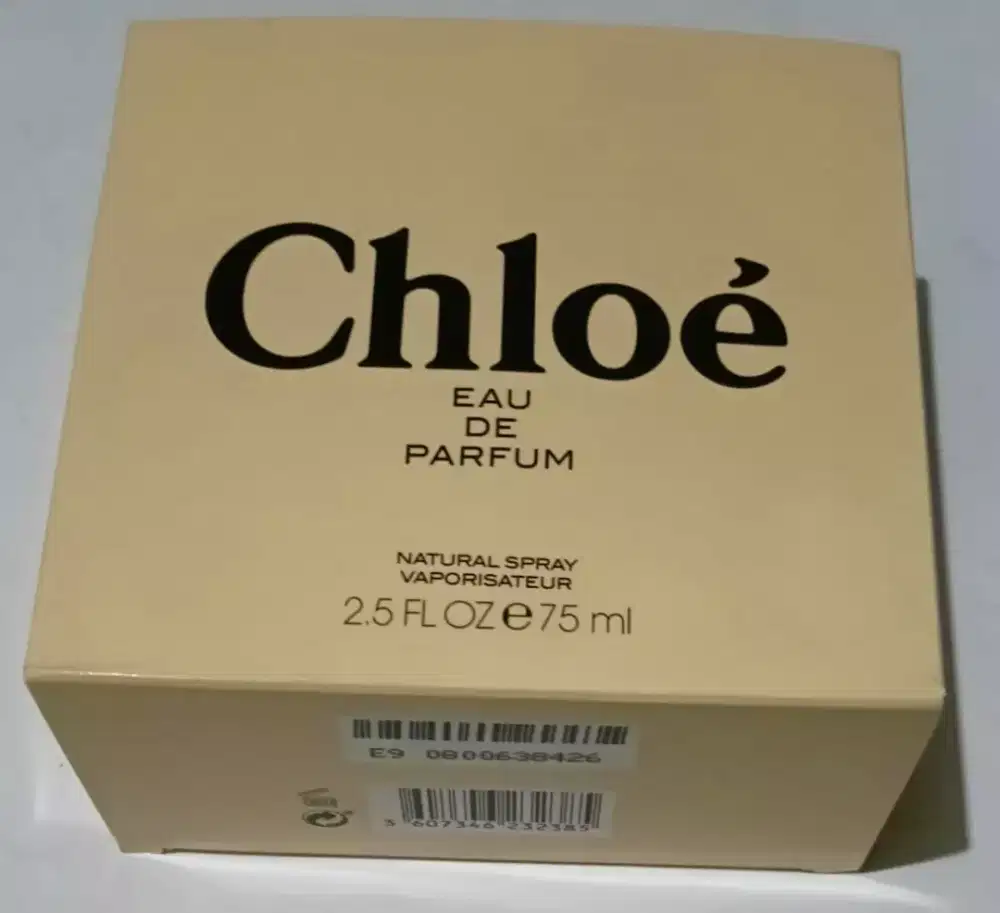 Chloé
EAU
DE
PARFUM
NATURAL SPRAY
VAPORISATEUR
2.5 FL OZ e 75 ml
E9 0800638426
3 607346 232385